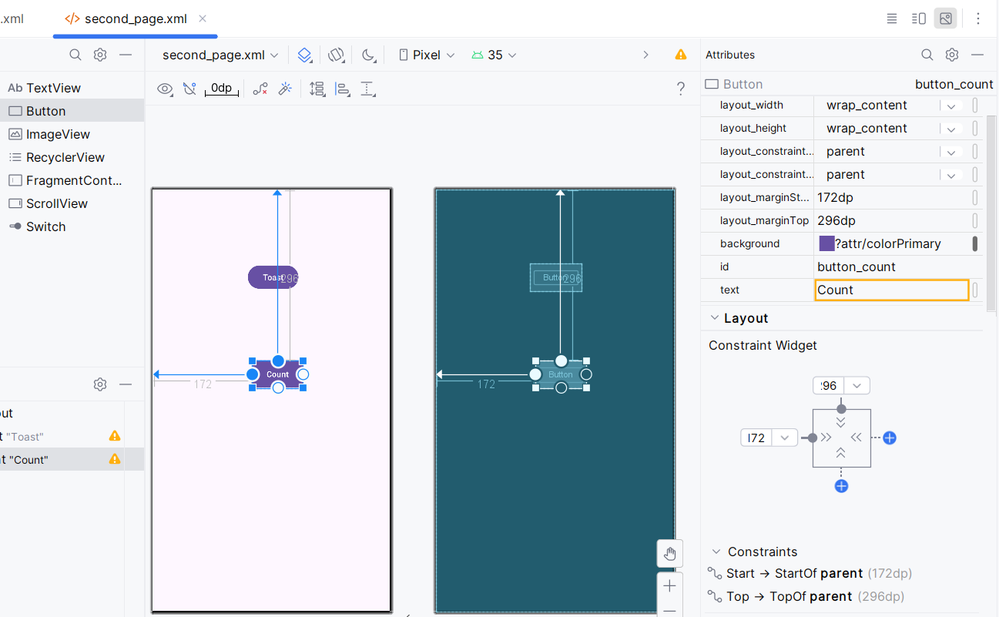 .xml
second_page.xml
second_page.xml
Pixel
35
Attributes
0dp
Ab TextView
Button
ImageView
RecyclerView
FragmentCont...
ScrollView
Switch
Button button_count
layout_width wrap_content
layout_height wrap_content
layout_constraint... parent
layout_constraint... parent
layout_marginSt... 172dp
layout_marginTop 296dp
background ?attr/colorPrimary
id button_count
text Count
Layout
Constraint Widget
296
172
Constraints
Start → StartOf parent (172dp)
Top → TopOf parent (296dp)
Toast
296
Count
172
Button
296
Button
172
out
t "Toast"
t "Count"